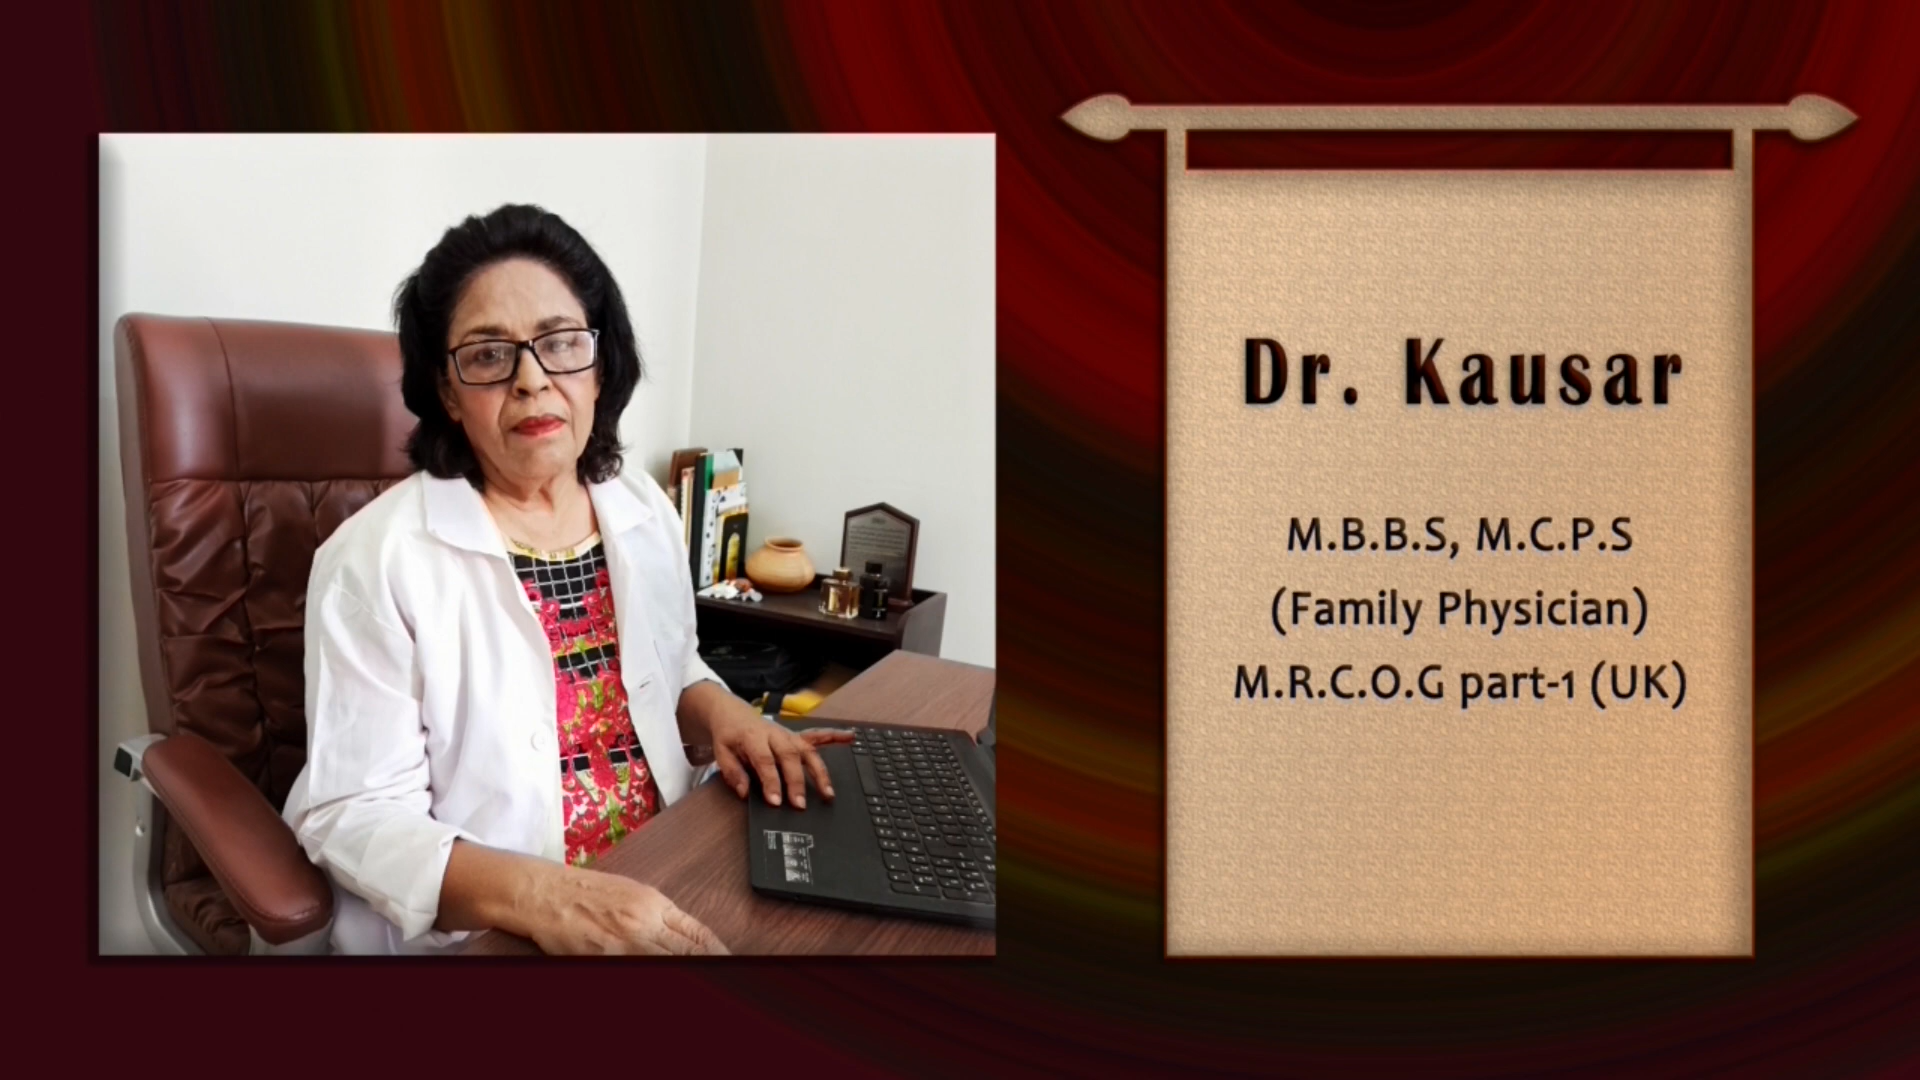 Dr. Kausar
M.B.B.S, M.C.P.S
(Family Physician)
M.R.C.O.G part-1 (UK)